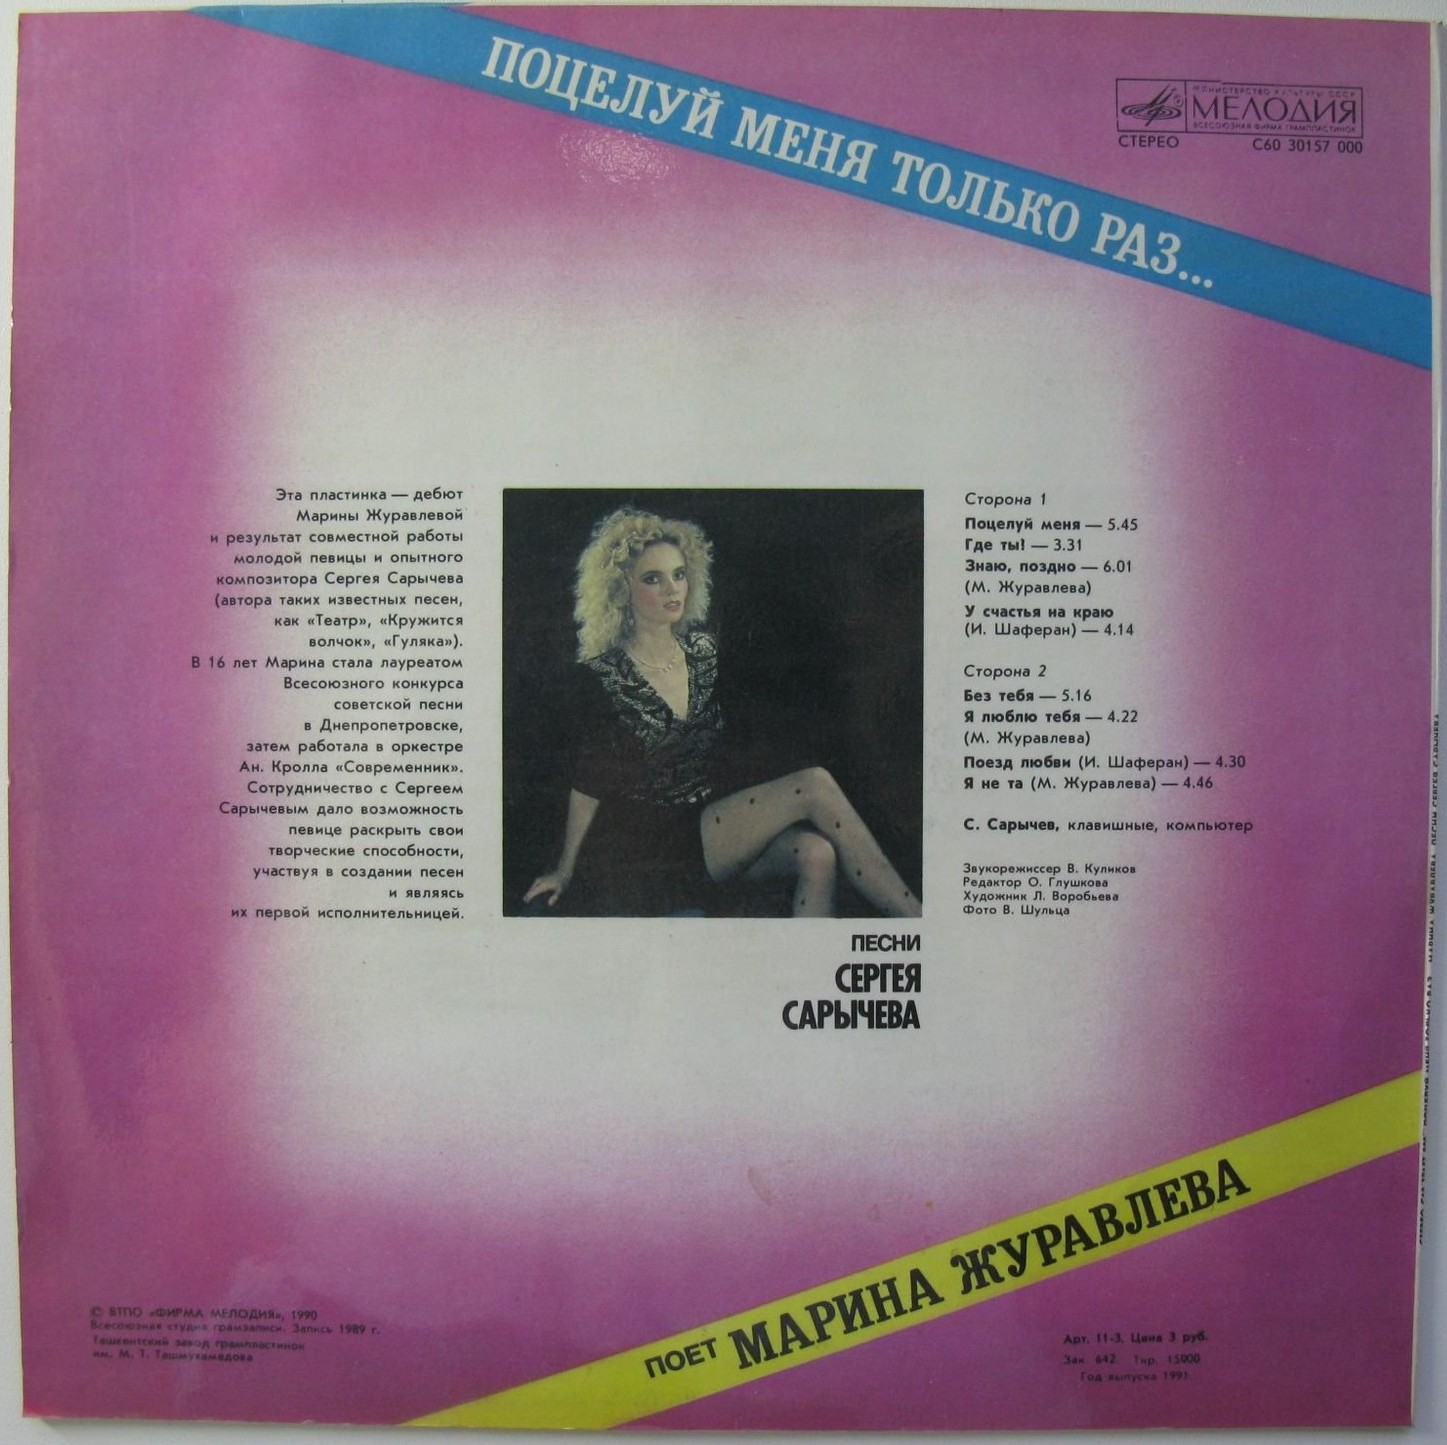 ПОЦЕЛУЙ МЕНЯ ТОЛЬКО РАЗ...
МИНИСТЕРСТВО КУЛЬТУРЫ СССР
МЕЛОДИЯ
ВСЕСОЮЗНАЯ ФИРМА ГРАМПЛАСТИНОК
СТЕРЕО
С60 30157 000
Эта пластинка — дебют
Марины Журавлевой
и результат совместной работы
молодой певицы и опытного
композитора Сергея Сарычева
(автора таких известных песен,
как «Театр», «Кружится
волчок», «Гуляка»).
В 16 лет Марина стала лауреатом
Всесоюзного конкурса
советской песни
в Днепропетровске,
затем работала в оркестре
Ан. Кролла «Современник».
Сотрудничество с Сергеем
Сарычевым дало возможность
певице раскрыть свои
творческие способности,
участвуя в создании песен
и являясь
их первой исполнительницей.
Сторона 1
Поцелуй меня — 5.45
Где ты! — 3.31
Знаю, поздно — 6.01
(М. Журавлева)
У счастья на краю
(И. Шаферан) — 4.14
Сторона 2
Без тебя — 5.16
Я люблю тебя — 4.22
(М. Журавлева)
Поезд любви (И. Шаферан) — 4.30
Я не та (М. Журавлева) — 4.46
С. Сарычев, клавишные, компьютер
Звукорежиссер В. Куликов
Редактор О. Глушкова
Художник Л. Воробьева
Фото В. Шульца
ПЕСНИ
СЕРГЕЯ
САРЫЧЕВА
ПОЕТ МАРИНА ЖУРАВЛЕВА
© ВТПО «ФИРМА МЕЛОДИЯ», 1990
Всесоюзная студия грамзаписи. Запись 1989 г.
Ташкентский завод грампластинок
им. М. Т. Ташмухамедова
Арт. 11-3. Цена 3 руб.
Зак. 642. Тир. 15000
Год выпуска 1991